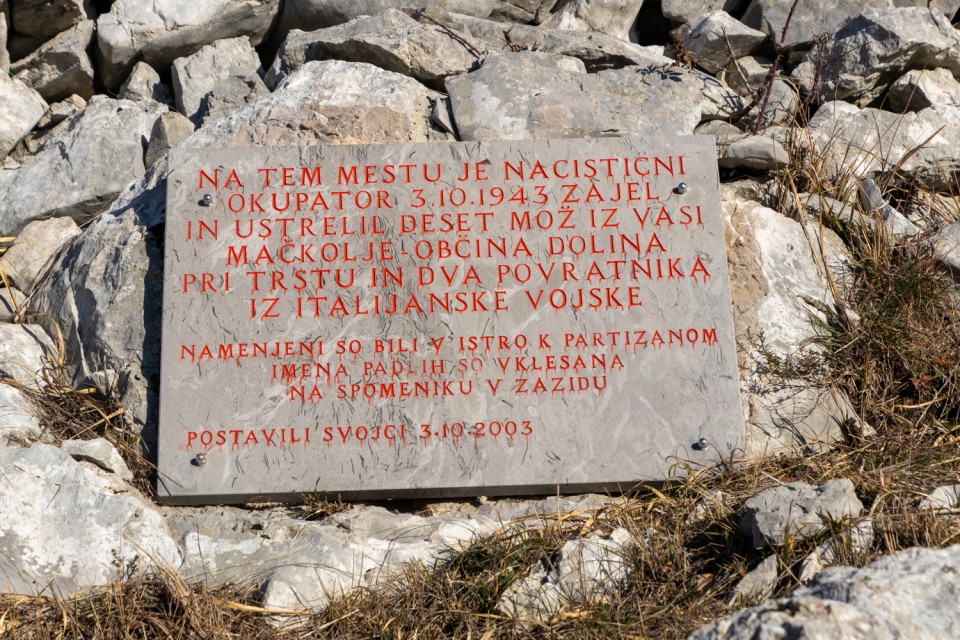 NA TEM MESTU JE NACISTIČNI
OKUPATOR 3.10.1943 ZAJEL
IN USTRELIL DESET MOŽ IZ VASI
MAČKOLJE, OBČINA DOLINA
PRI TRSTU IN DVA POVRATNIKA
IZ ITALIJANSKE VOJSKE
NAMENJENI SO BILI V ISTRO K PARTIZANOM
IMENA PADLIH SO VKLESANA
NA SPOMENIKU V ZAZIDU
POSTAVILI SVOJCI 3.10.2003